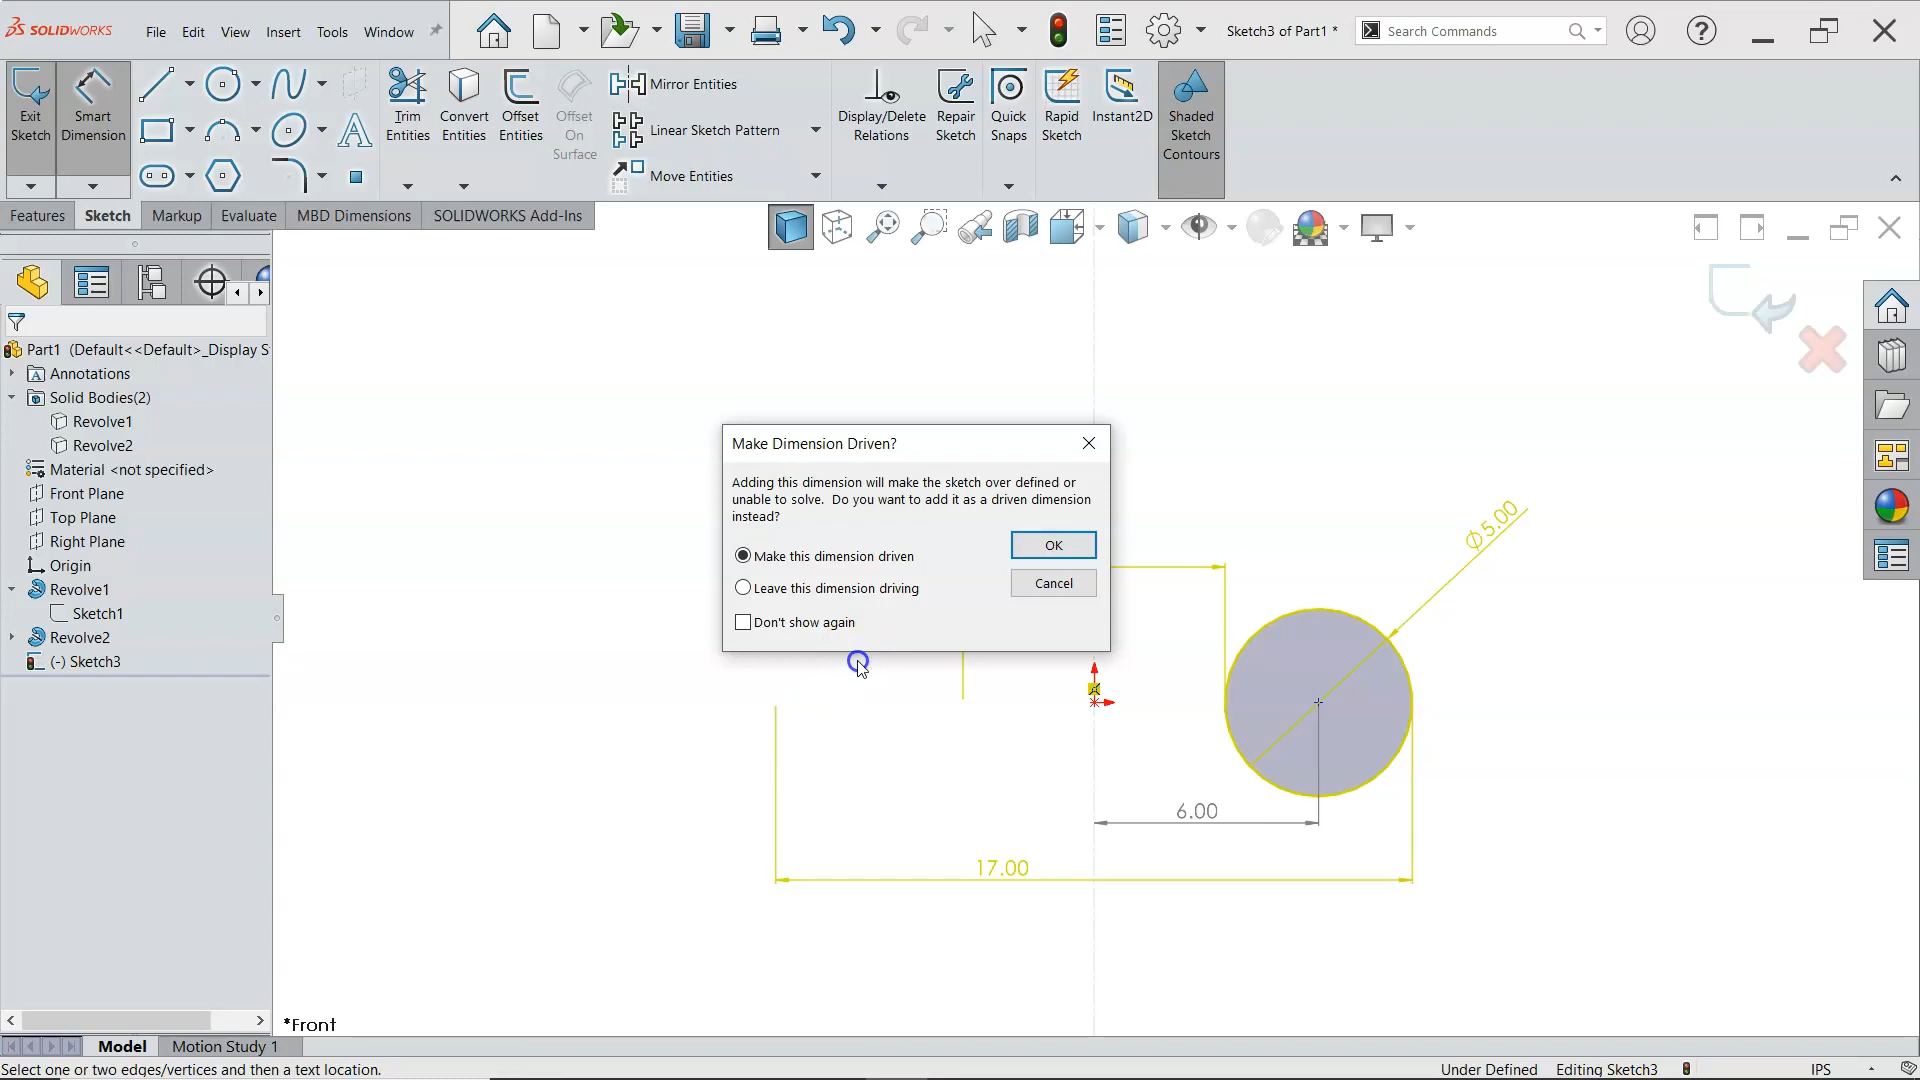 SOLIDWORKS File Edit View Insert Tools Window Sketch3 of Part1 * Search Commands
Exit Sketch
Smart Dimension
Trim Entities
Convert Entities
Offset Entities
Offset On Surface
Mirror Entities
Linear Sketch Pattern
Move Entities
Display/Delete Relations
Repair Sketch
Quick Snaps
Rapid Sketch
Instant2D
Shaded Sketch Contours
Features Sketch Markup Evaluate MBD Dimensions SOLIDWORKS Add-Ins
Part1 (Default<<Default>_Display S
Annotations
Solid Bodies(2)
Revolve1
Revolve2
Material <not specified>
Front Plane
Top Plane
Right Plane
Origin
Revolve1
Sketch1
Revolve2
(-) Sketch3
Make Dimension Driven?
Adding this dimension will make the sketch over defined or
unable to solve. Do you want to add it as a driven dimension
instead?
Make this dimension driven
Leave this dimension driving
Don't show again
OK
Cancel
Φ5.00
6.00
17.00
*Front
Model Motion Study 1
Select one or two edges/vertices and then a text location. Under Defined Editing Sketch3 IPS